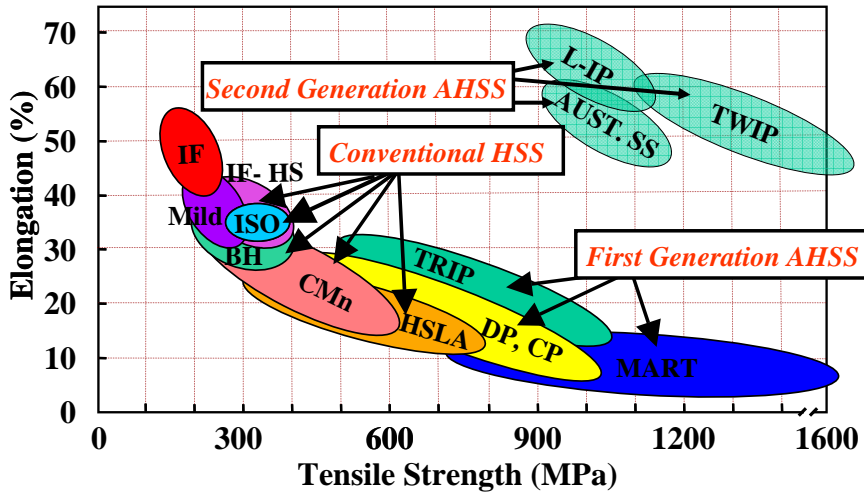 70
60
50
40
30
20
10
0
Elongation (%)
L-IP
Second Generation AHSS
AUST. SS
TWIP
IF
Conventional HSS
IF- HS
Mild
ISO
BH
TRIP
First Generation AHSS
CMn
HSLA
DP, CP
MART
0
300
600
900
1200
1600
Tensile Strength (MPa)